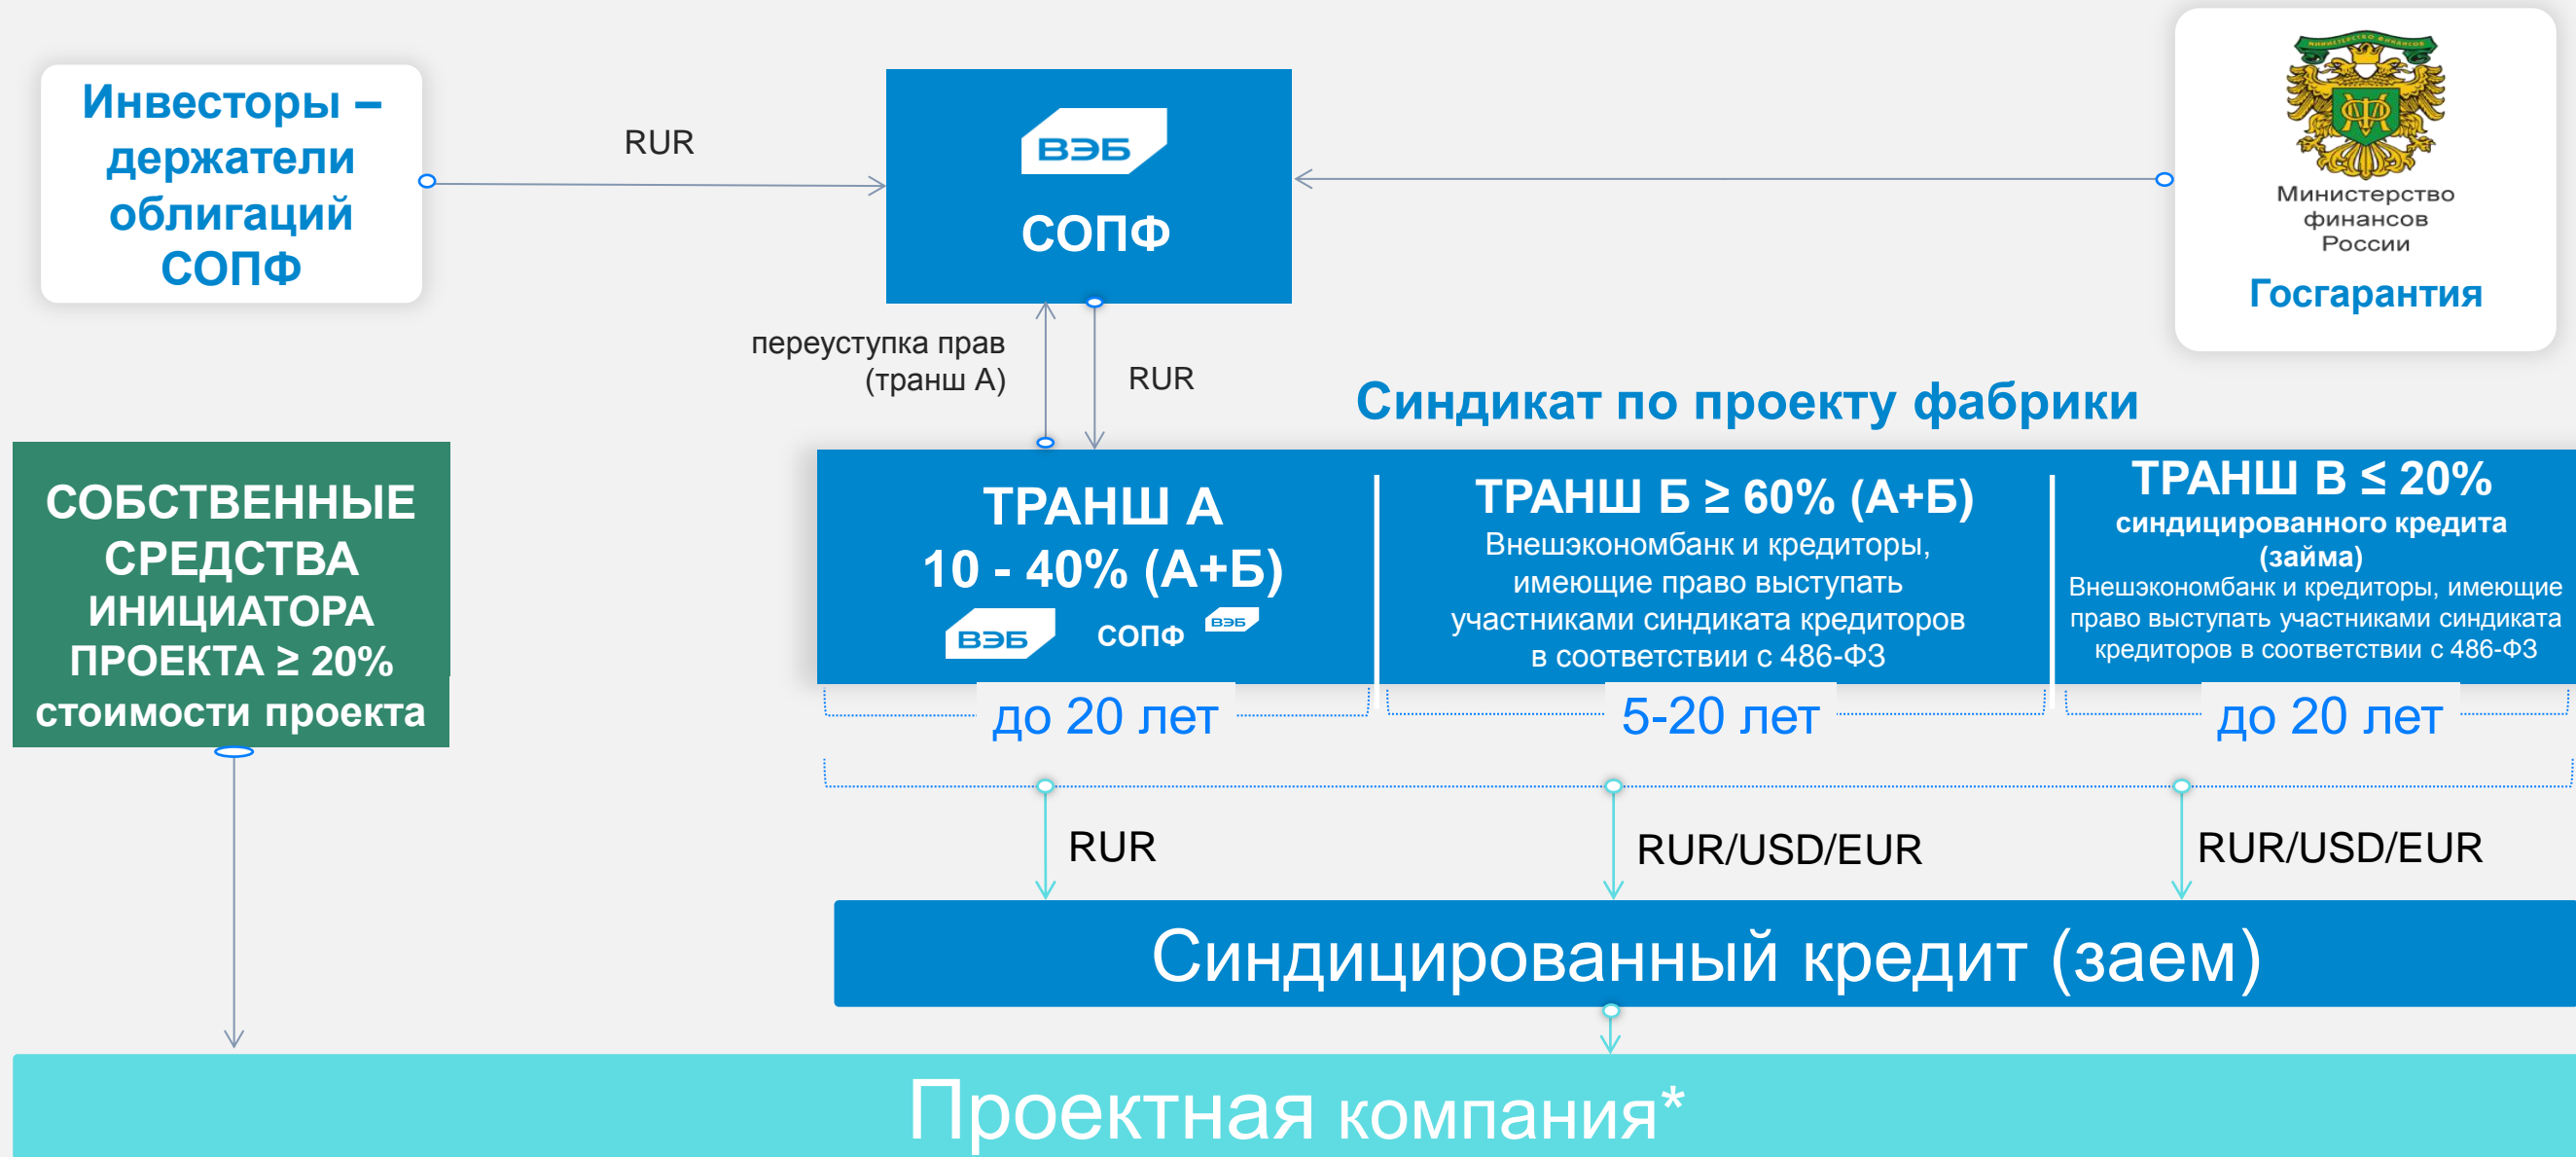 Инвесторы –
держатели
облигаций
СОПФ
RUR
ВЭБ
СОПФ
МИНИСТЕРСТВО ФИНАНСОВ
Министерство
финансов
России
Госгарантия
переуступка прав
(транш А)
RUR
Синдикат по проекту фабрики
СОБСТВЕННЫЕ
СРЕДСТВА
ИНИЦИАТОРА
ПРОЕКТА ≥ 20%
стоимости проекта
ТРАНШ А
10 - 40% (А+Б)
ВЭБ СОПФ ВЭБ
до 20 лет
ТРАНШ Б ≥ 60% (А+Б)
Внешэкономбанк и кредиторы,
имеющие право выступать
участниками синдиката кредиторов
в соответствии с 486-ФЗ
5-20 лет
ТРАНШ В ≤ 20%
синдицированного кредита
(займа)
Внешэкономбанк и кредиторы, имеющие
право выступать участниками синдиката
кредиторов в соответствии с 486-ФЗ
до 20 лет
RUR
RUR/USD/EUR
RUR/USD/EUR
Синдицированный кредит (заем)
Проектная компания*